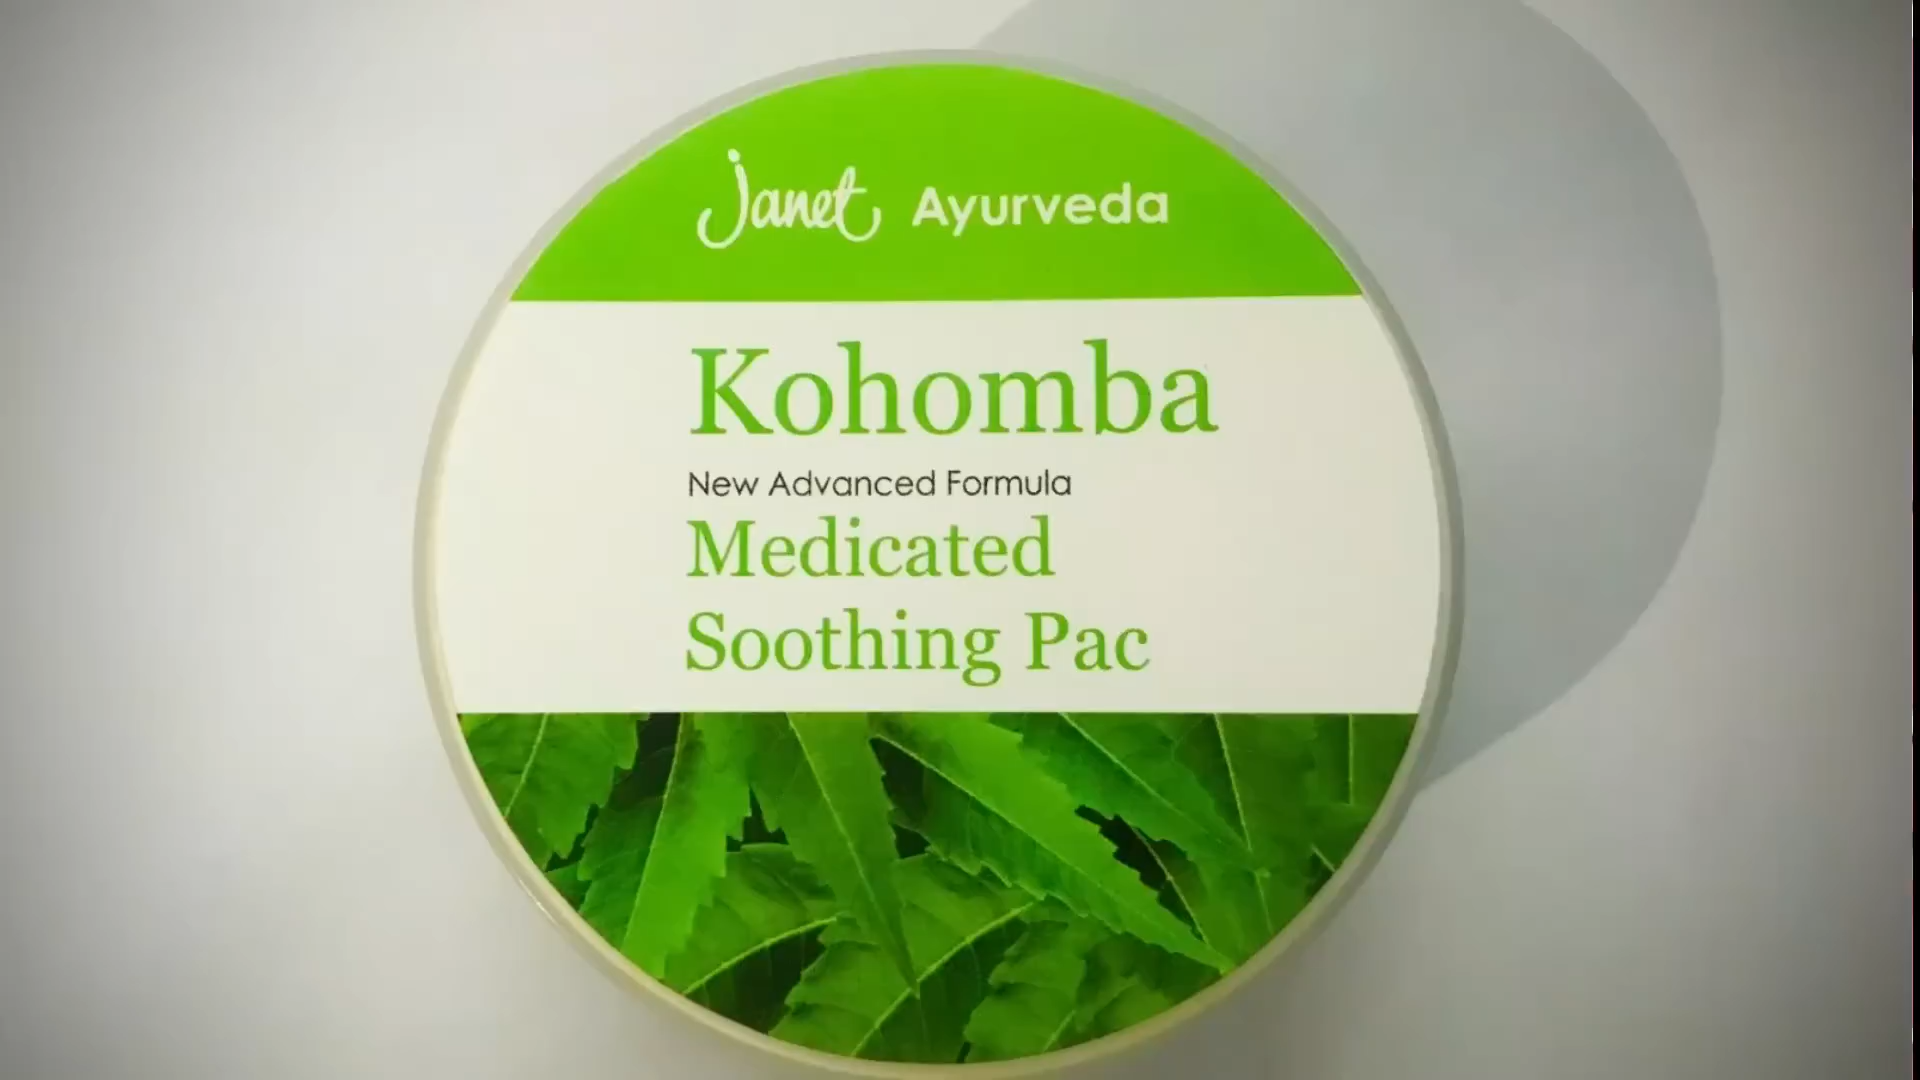 Janet Ayurveda
Kohomba
New Advanced Formula
Medicated
Soothing Pac